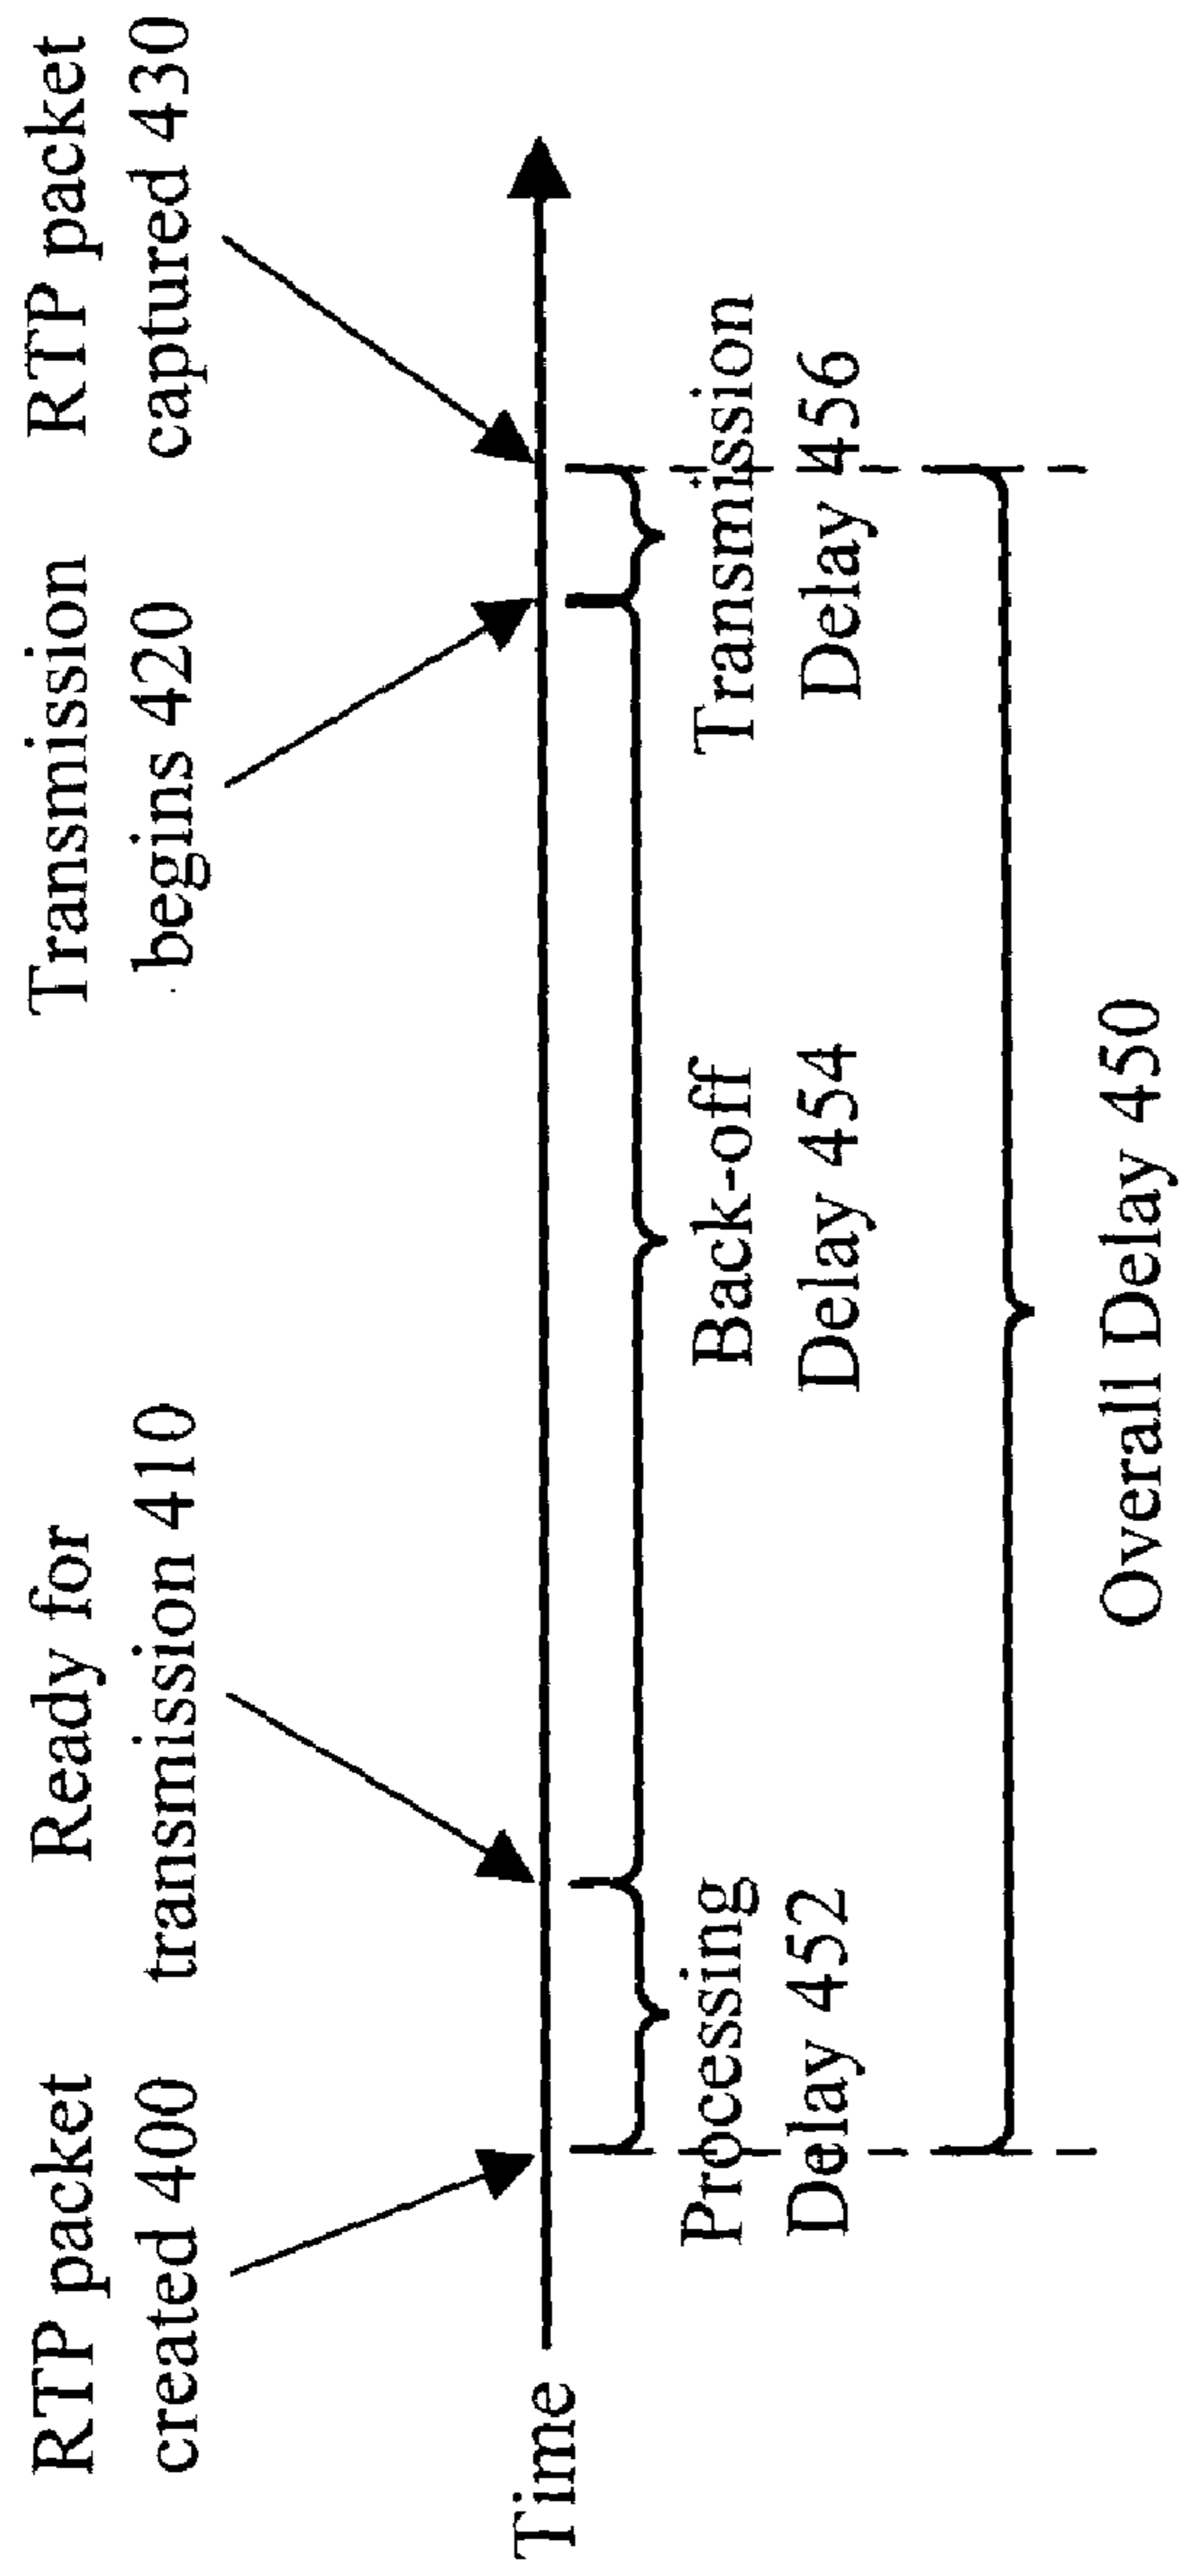 RTP packet
created 400
Ready for
transmission 410
Transmission
begins 420
RTP packet
captured 430
Time
Processing
Delay 452
Back-off
Delay 454
Transmission
Delay 456
Overall Delay 450